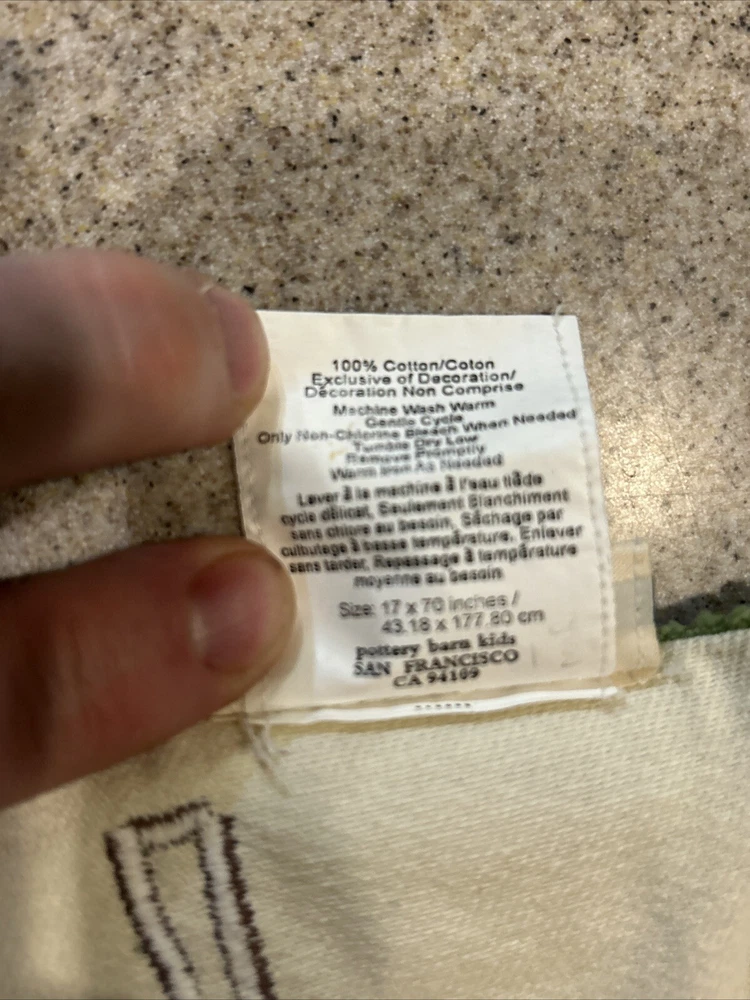 100% Cotton/Coton
Exclusive of Decoration/
Décoration Non Comprise
Machine Wash Warm
Gentle Cycle
Only Non-Chlorine Bleach When Needed
Tumble Dry Low
Remove Promptly
Warm Iron As Needed
Laver à la machine à l'eau tiède
cycle délicat, Seulement Blanchiment
sans chlore au besoin, Séchage par
culbutage à basse température, Enlever
sans tarder, Repassage à température
moyenne au besoin
Size: 17 x 70 inches /
43.18 x 177.80 cm
pottery barn kids
SAN FRANCISCO
CA 94109